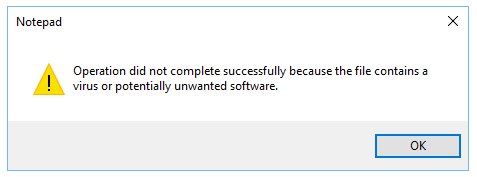 Notepad
Operation did not complete successfully because the file contains a
virus or potentially unwanted software.
OK